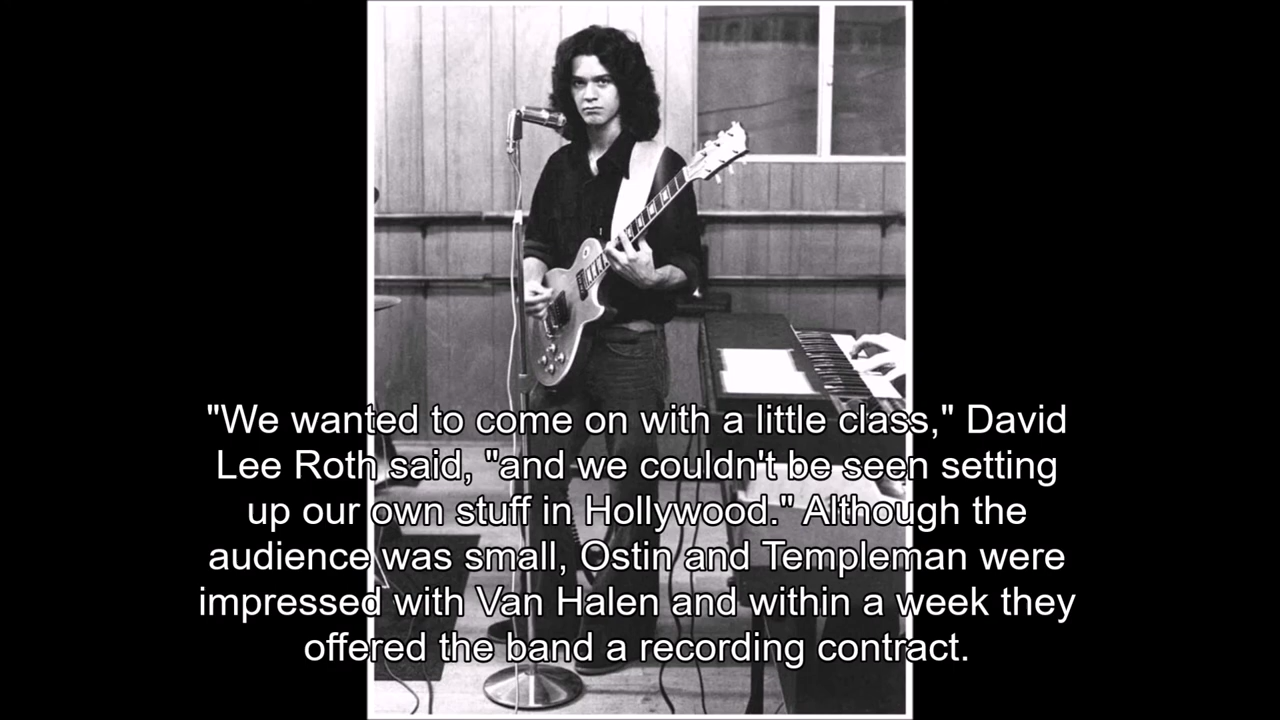 "We wanted to come on with a little class," David
Lee Roth said, "and we couldn't be seen setting
up our own stuff in Hollywood." Although the
audience was small, Ostin and Templeman were
impressed with Van Halen and within a week they
offered the band a recording contract.